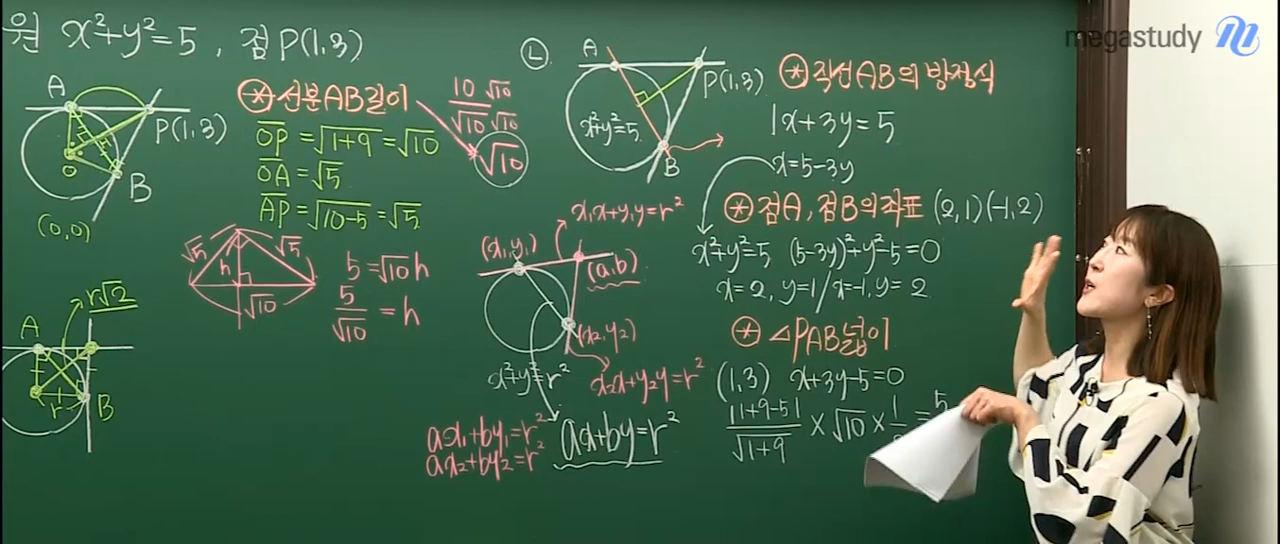 원 x²+y²=5, 점P(1,3)
A
P(1,3)
O
B
(0,0)
⊛선분AB길이
OP̅ = √1+9 = √10
OA̅ = √5
AP̅ = √10-5 = √5
10 √10
√10 √10
√10
√5
√5
h
√10
5 = √10 h
5/√10 = h
r√2
A
r
B
L
A
P(1,3)
x²+y²=5
B
(x₁,y₁)
x₁x+y₁y=r²
(a,b)
(x₂,y₂)
x²+y²=r²
x₂x+y₂y=r²
ax₁+by₁=r²
ax₂+by₂=r²
ax+by=r²
megastudy
⊛직선AB의 방정식
1x+3y=5
x=5-3y
⊛점A, 점B의 좌표 (2,1)(-1,2)
x²+y²=5 (5-3y)²+y²-5=0
x=2, y=1/x=-1, y=2
⊛ △PAB넓이
(1,3) x+3y-5=0
|1+9-5|/√1+9 × √10 × 1/ = 5